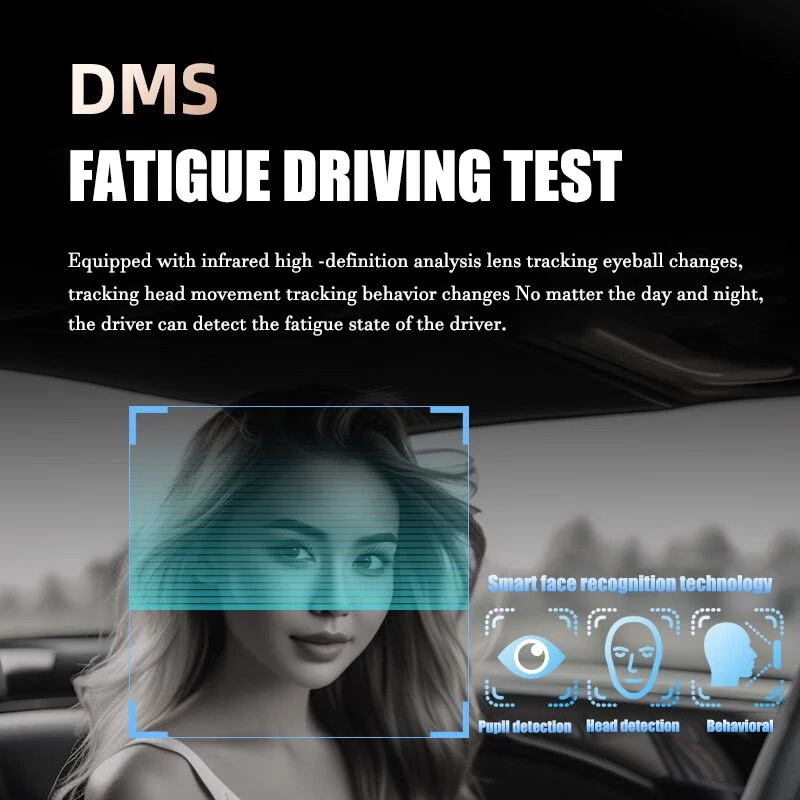 DMS
FATIGUE DRIVING TEST
Equipped with infrared high -definition analysis lens tracking eyeball changes,
tracking head movement tracking behavior changes No matter the day and night,
the driver can detect the fatigue state of the driver.
Smart face recognition technology
Pupil detection Head detection Behavioral